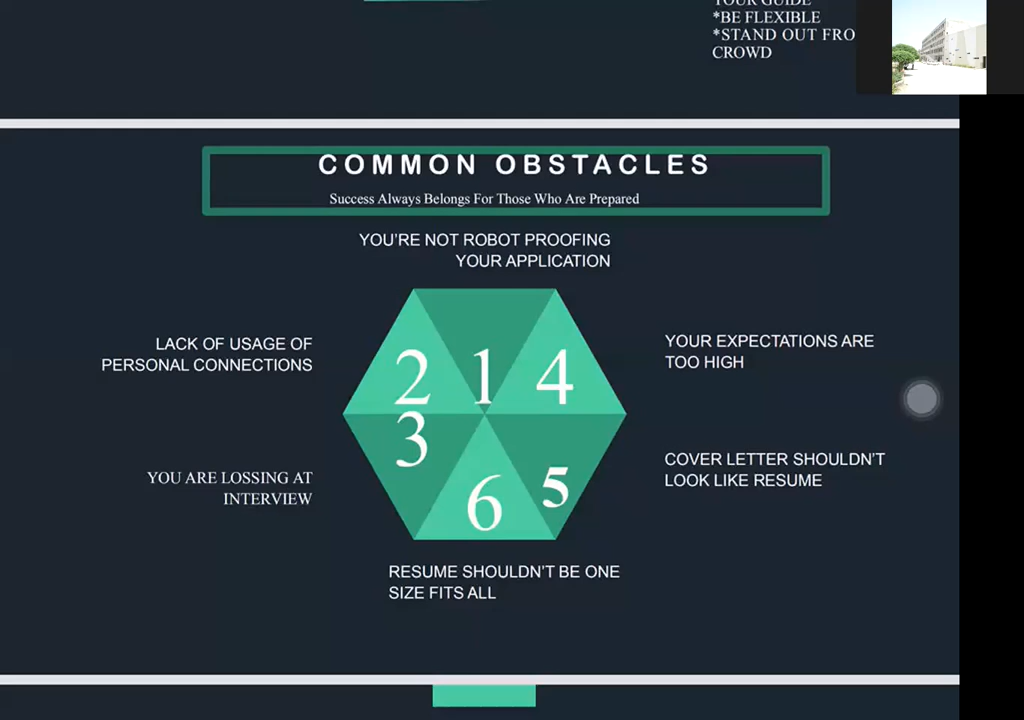 YOUR GUIDE
*BE FLEXIBLE
*STAND OUT FRO
CROWD
COMMON OBSTACLES
Success Always Belongs For Those Who Are Prepared
YOU’RE NOT ROBOT PROOFING
YOUR APPLICATION
LACK OF USAGE OF
PERSONAL CONNECTIONS
YOUR EXPECTATIONS ARE
TOO HIGH
2 1 4
3
6 5
YOU ARE LOSSING AT
INTERVIEW
COVER LETTER SHOULDN’T
LOOK LIKE RESUME
RESUME SHOULDN’T BE ONE
SIZE FITS ALL